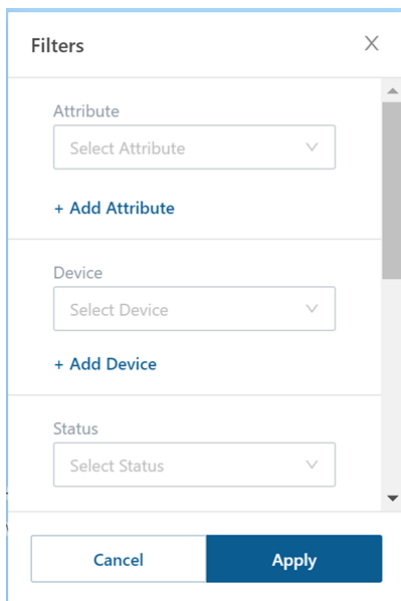 Filters
Attribute
Select Attribute
+ Add Attribute
Device
Select Device
+ Add Device
Status
Select Status
Cancel
Apply